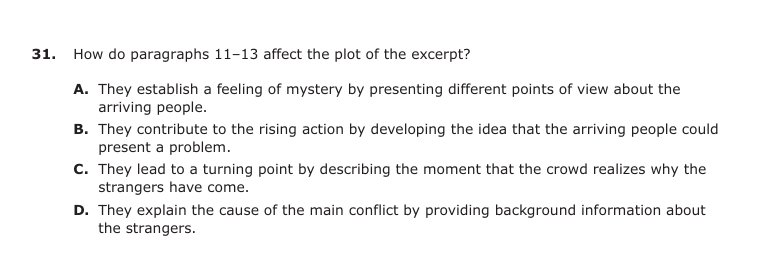 31. How do paragraphs 11–13 affect the plot of the excerpt?
A. They establish a feeling of mystery by presenting different points of view about the
arriving people.
B. They contribute to the rising action by developing the idea that the arriving people could
present a problem.
C. They lead to a turning point by describing the moment that the crowd realizes why the
strangers have come.
D. They explain the cause of the main conflict by providing background information about
the strangers.